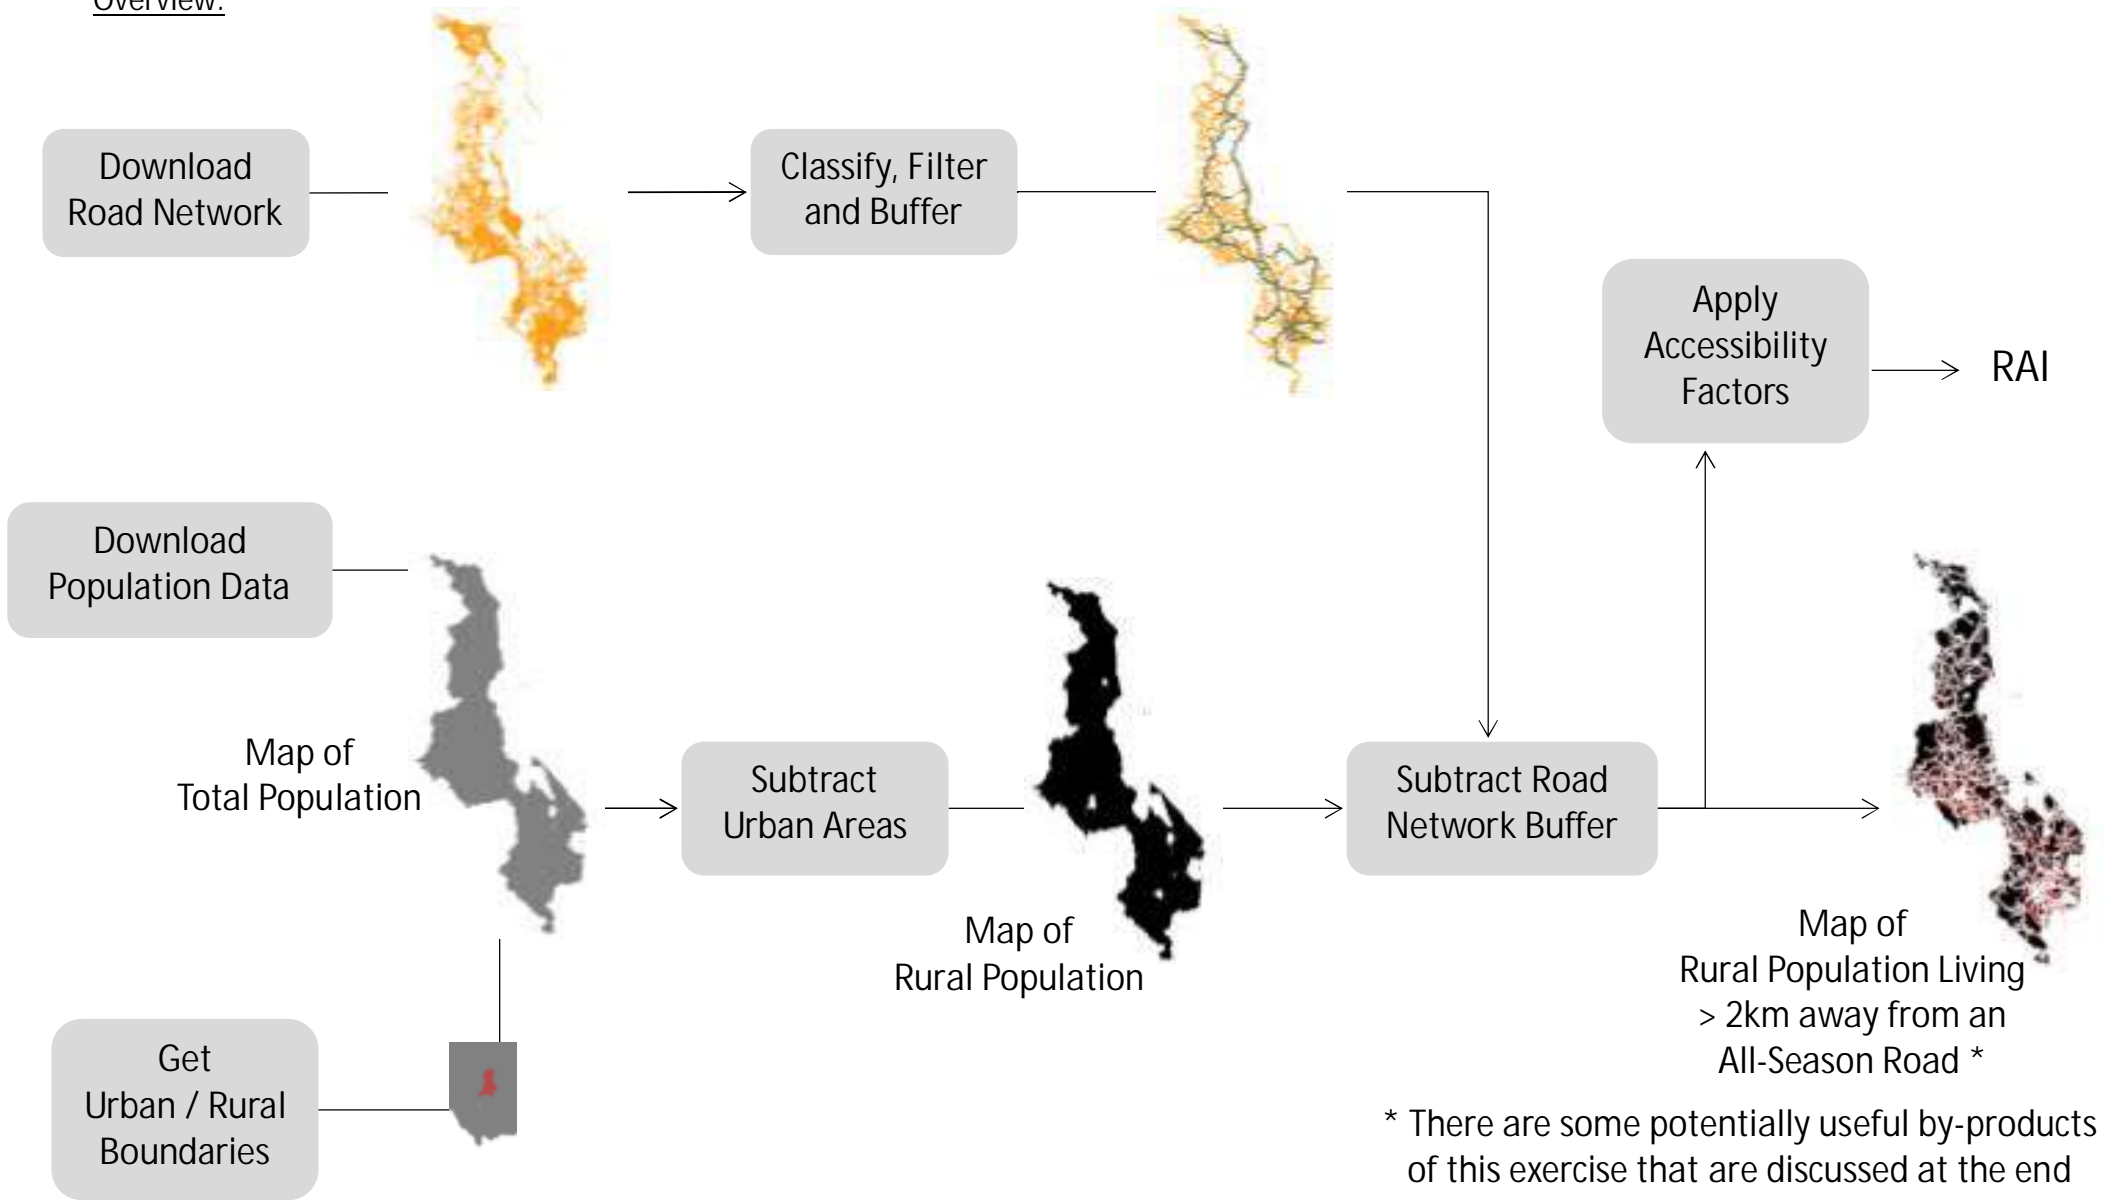 Overview:
Download
Road Network
Classify, Filter
and Buffer
Apply
Accessibility
Factors
RAI
Download
Population Data
Map of
Total Population
Subtract
Urban Areas
Map of
Rural Population
Subtract Road
Network Buffer
Map of
Rural Population Living
> 2km away from an
All-Season Road *
Get
Urban / Rural
Boundaries
* There are some potentially useful by-products
of this exercise that are discussed at the end